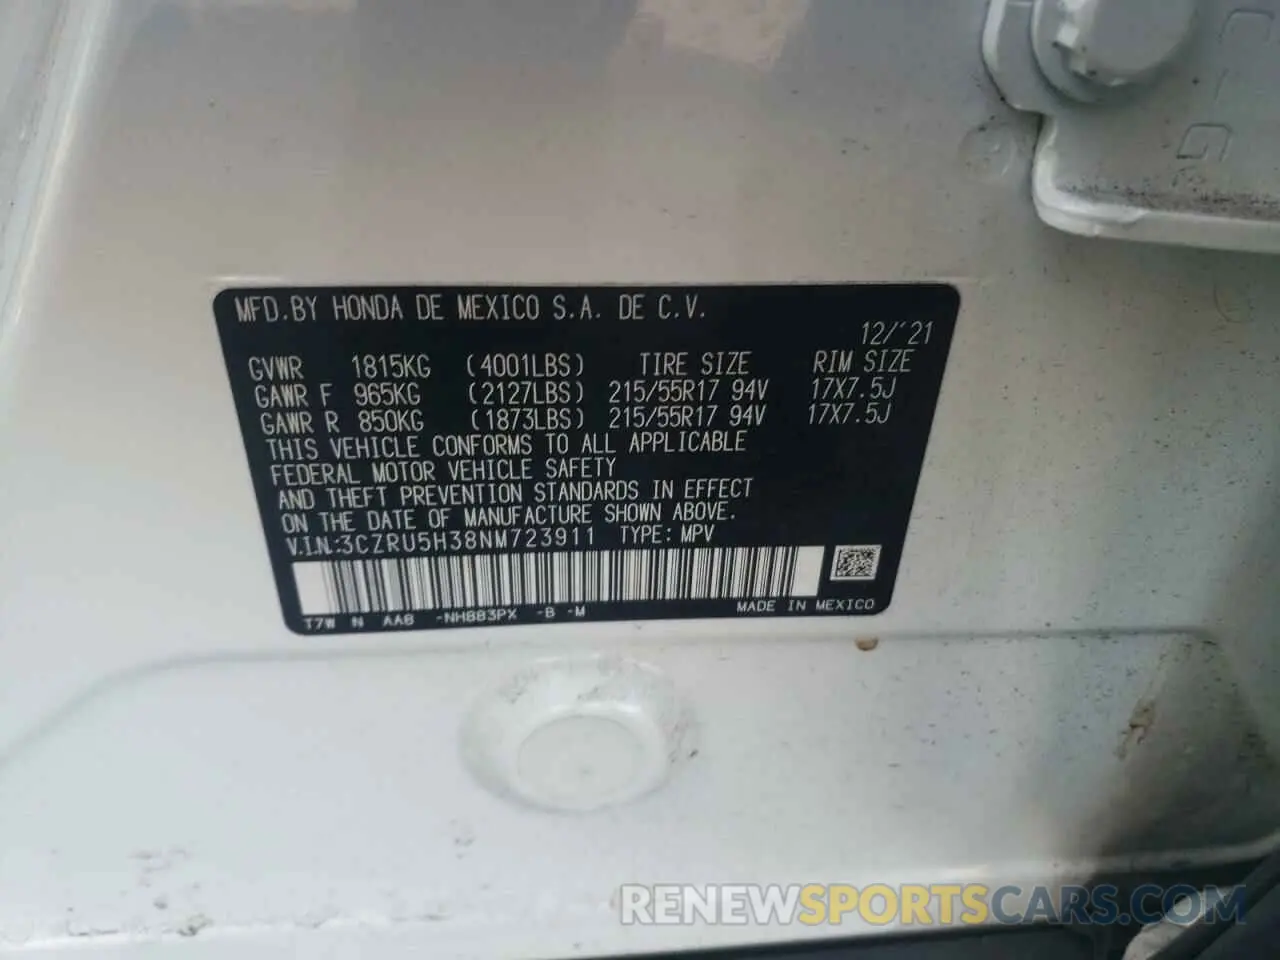 MFD.BY HONDA DE MEXICO S.A. DE C.V.
12/'21
GVWR 1815KG (4001LBS) TIRE SIZE RIM SIZE
GAWR F 965KG (2127LBS) 215/55R17 94V 17X7.5J
GAWR R 850KG (1873LBS) 215/55R17 94V 17X7.5J
THIS VEHICLE CONFORMS TO ALL APPLICABLE
FEDERAL MOTOR VEHICLE SAFETY
AND THEFT PREVENTION STANDARDS IN EFFECT
ON THE DATE OF MANUFACTURE SHOWN ABOVE.
V.I.N.:3CZRU5H38NM723911 TYPE: MPV
T7W N AAB -NH883PX -B -M MADE IN MEXICO
RENEWSPORTSCARS.COM